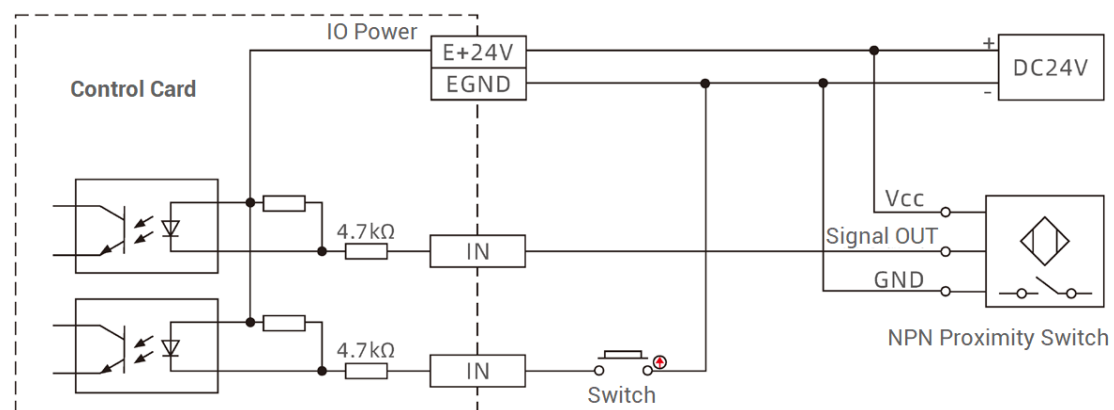 IO Power
E+24V
+
DC24V
Control Card
EGND
-
Vcc
4.7kΩ
IN
Signal OUT
GND
NPN Proximity Switch
4.7kΩ
IN
Switch